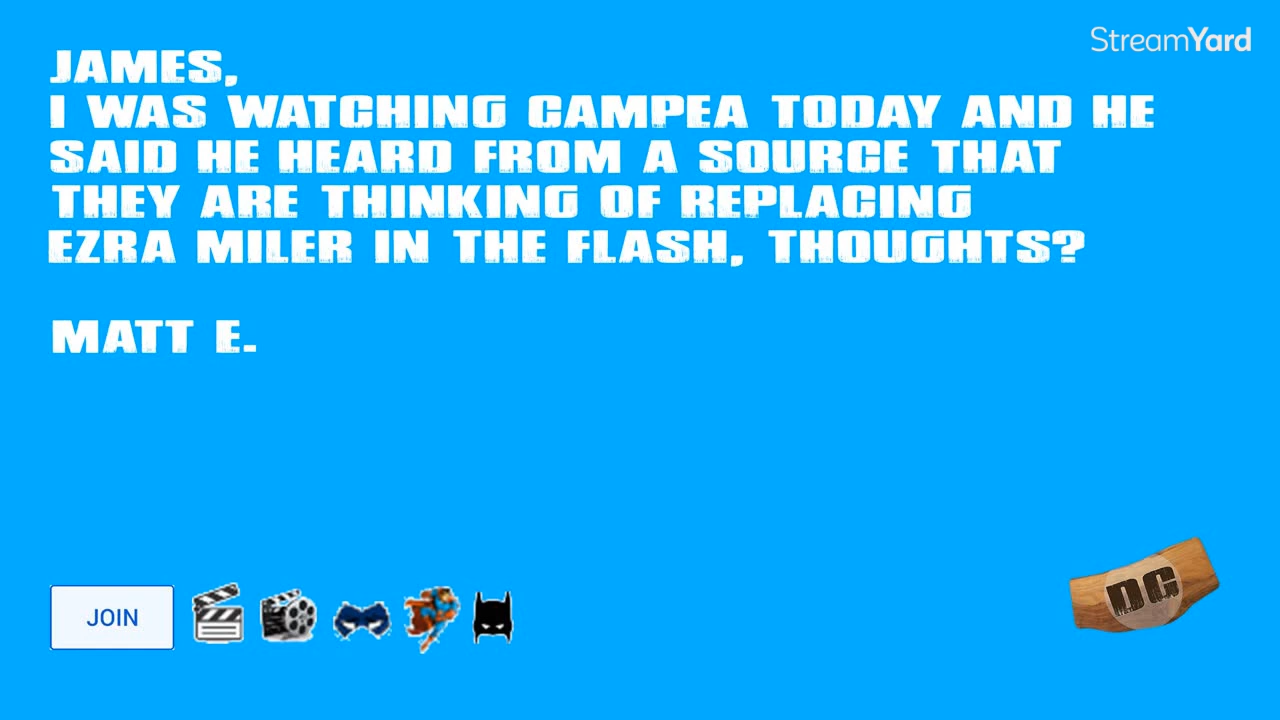 StreamYard
JAMES,
I WAS WATCHING CAMPEA TODAY AND HE
SAID HE HEARD FROM A SOURCE THAT
THEY ARE THINKING OF REPLACING
EZRA MILER IN THE FLASH, THOUGHTS?
MATT E.
JOIN
DC